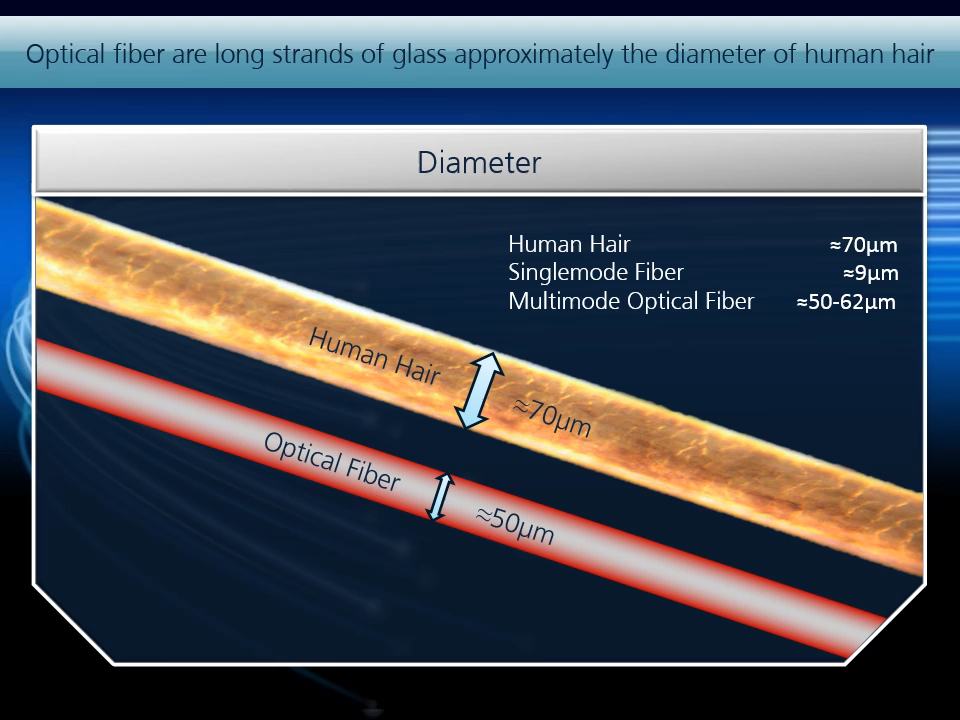 Optical fiber are long strands of glass approximately the diameter of human hair
Diameter
Human Hair ≈70µm
Singlemode Fiber ≈9µm
Multimode Optical Fiber ≈50-62µm
Human Hair
≈70µm
Optical Fiber
≈50µm